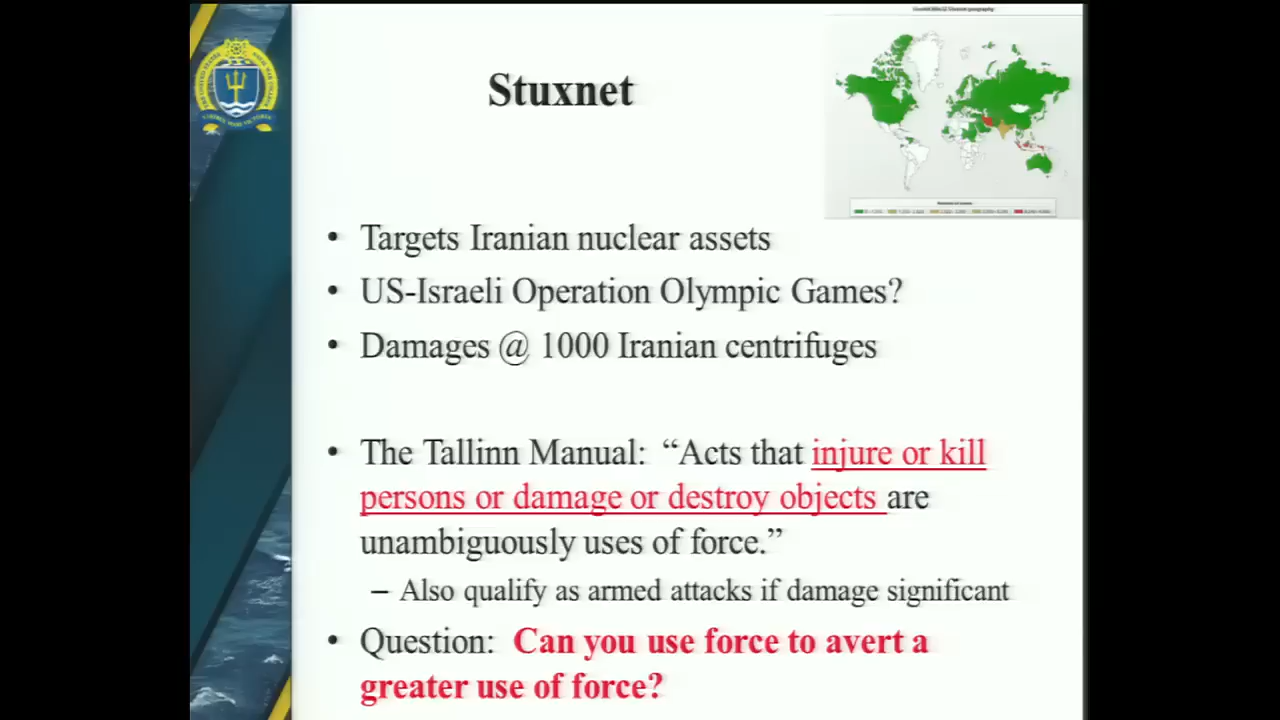 Stuxnet
• Targets Iranian nuclear assets
• US-Israeli Operation Olympic Games?
• Damages @ 1000 Iranian centrifuges
• The Tallinn Manual: “Acts that injure or kill
persons or damage or destroy objects are
unambiguously uses of force.”
– Also qualify as armed attacks if damage significant
• Question: Can you use force to avert a
greater use of force?